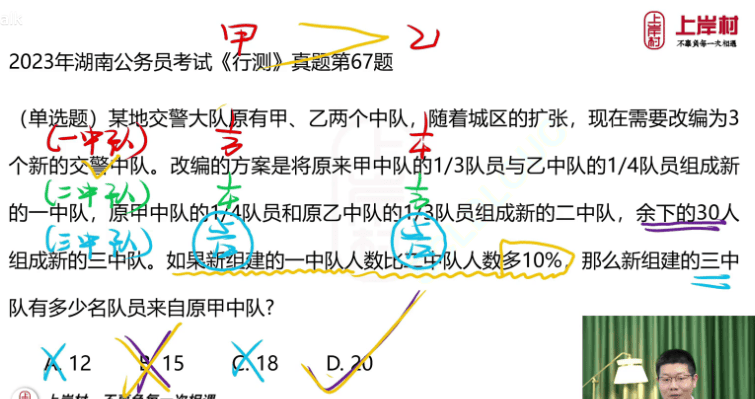 alk
甲 乙
上岸村
不辜负每一次相遇
2023年湖南公务员考试《行测》真题第67题
（单选题）某地交警大队原有甲、乙两个中队，随着城区的扩张，现在需要改编为3
(一中队) 1/3 1/4
个新的交警中队。改编的方案是将原来甲中队的1/3队员与乙中队的1/4队员组成新
(二中队) 1/4 1/3
的一中队，原甲中队的1/4队员和原乙中队的1/3队员组成新的二中队，余下的30人
(三中队) 5/12 5/12
组成新的三中队。如果新组建的一中队人数比二中队人数多10%，那么新组建的三中
队有多少名队员来自原甲中队?
A. 12 B. 15 C. 18 D. 20
上岸村 不辜负每一次相遇